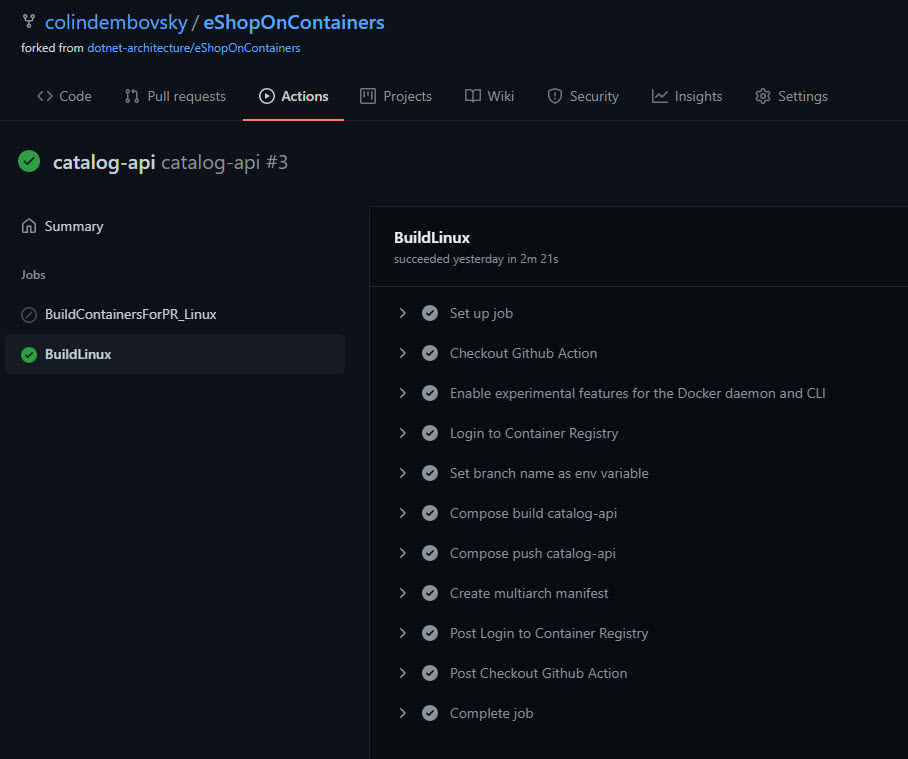 colindembovsky / eShopOnContainers
forked from dotnet-architecture/eShopOnContainers
Code Pull requests Actions Projects Wiki Security Insights Settings
catalog-api catalog-api #3
Summary
Jobs
BuildContainersForPR_Linux
BuildLinux
BuildLinux
succeeded yesterday in 2m 21s
Set up job
Checkout Github Action
Enable experimental features for the Docker daemon and CLI
Login to Container Registry
Set branch name as env variable
Compose build catalog-api
Compose push catalog-api
Create multiarch manifest
Post Login to Container Registry
Post Checkout Github Action
Complete job